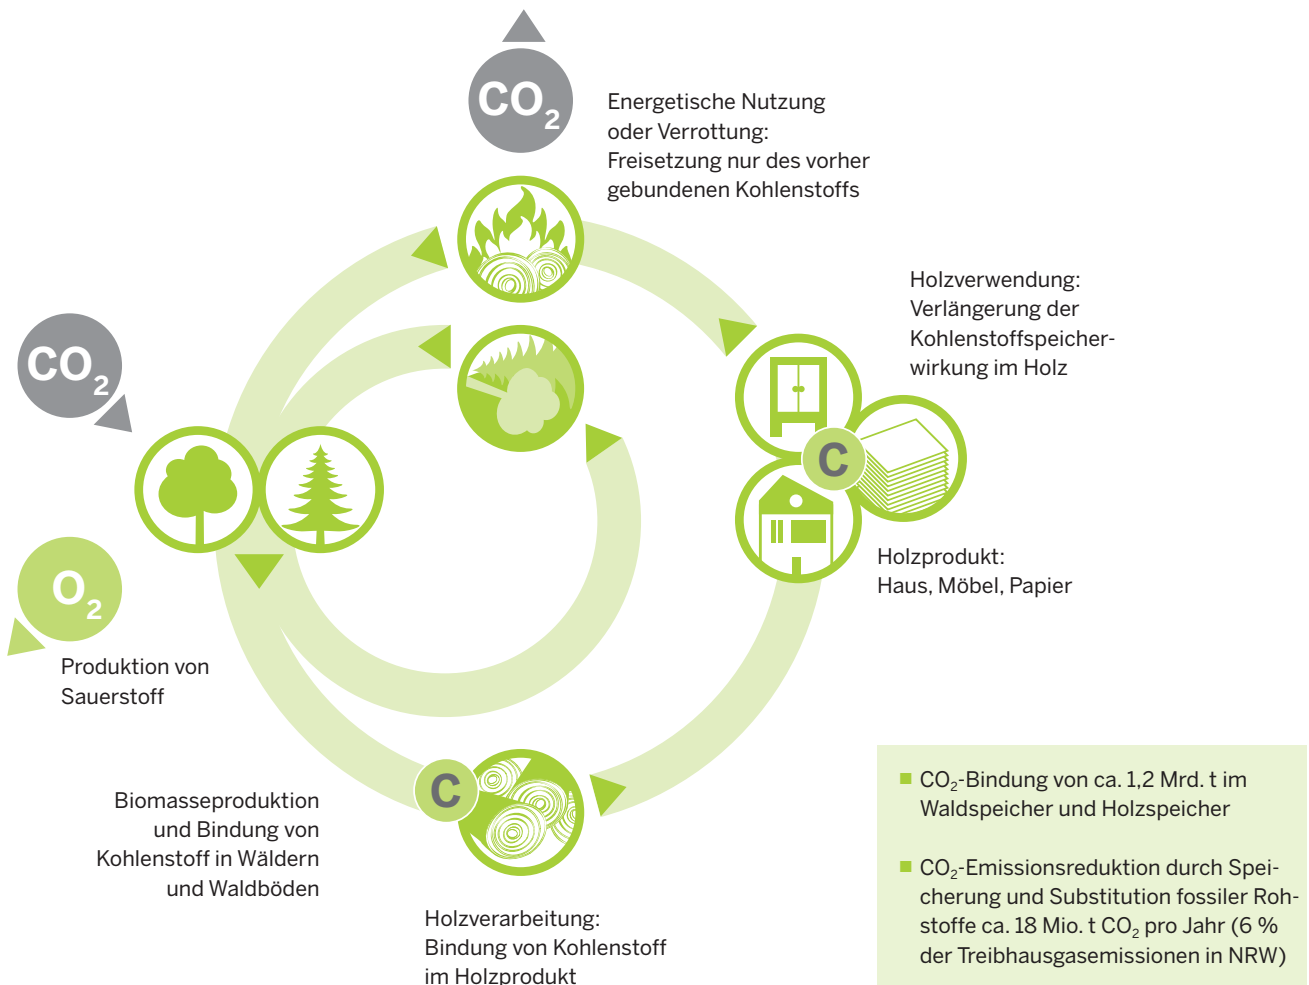 CO₂
Energetische Nutzung
oder Verrottung:
Freisetzung nur des vorher
gebundenen Kohlenstoffs
Holzverwendung:
Verlängerung der
Kohlenstoffspeicher-
wirkung im Holz
CO₂
C
Holzprodukt:
Haus, Möbel, Papier
O₂
Produktion von
Sauerstoff
C
Biomasseproduktion
und Bindung von
Kohlenstoff in Wäldern
und Waldböden
Holzverarbeitung:
Bindung von Kohlenstoff
im Holzprodukt
CO₂-Bindung von ca. 1,2 Mrd. t im
Waldspeicher und Holzspeicher
CO₂-Emissionsreduktion durch Spei-
cherung und Substitution fossiler Roh-
stoffe ca. 18 Mio. t CO₂ pro Jahr (6 %
der Treibhausgasemissionen in NRW)